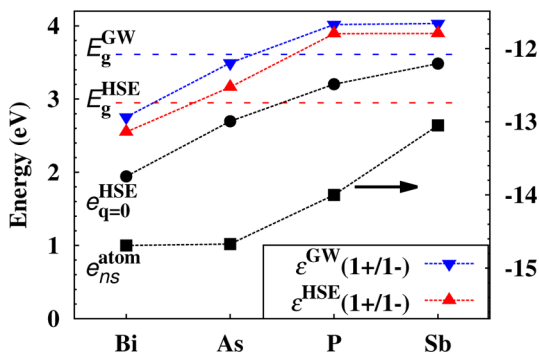 Energy (eV)
4
3
2
1
0
E_g^GW
E_g^HSE
e_q=0^HSE
e_ns^atom
-12
-13
-14
-15
ε^GW(1+/1-)
ε^HSE(1+/1-)
Bi As P Sb